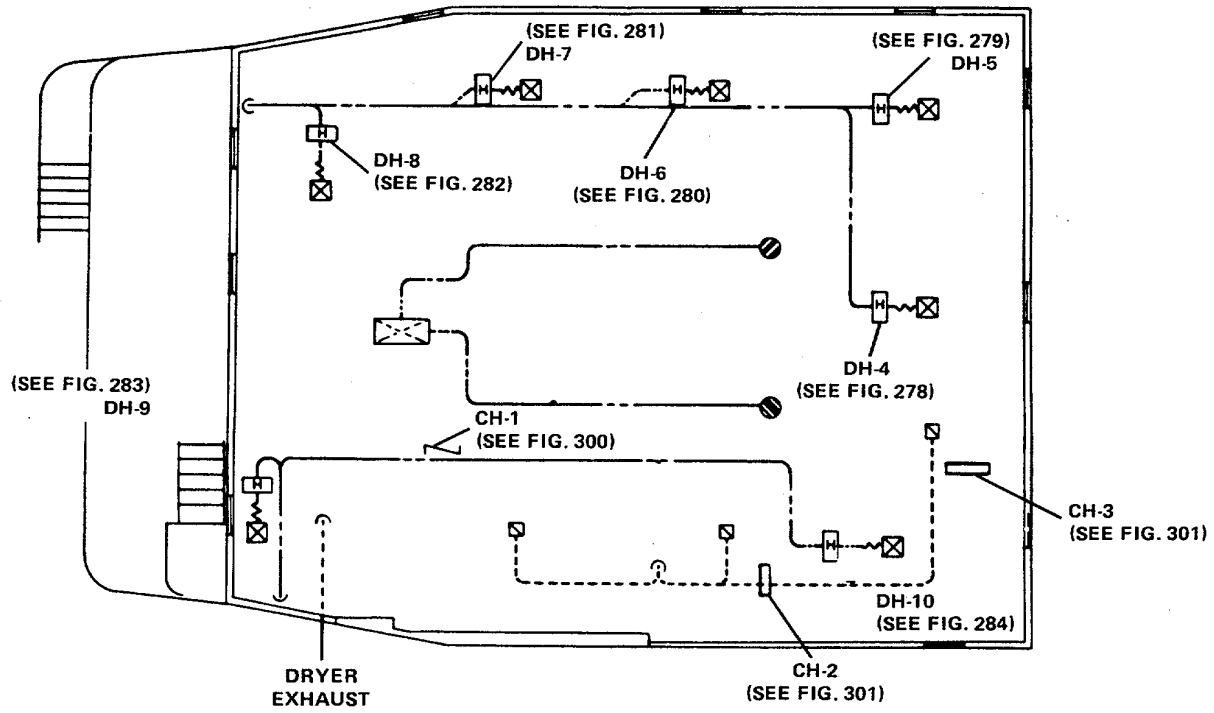 (SEE FIG. 281)
DH-7
(SEE FIG. 279)
DH-5
H
H
H
H
DH-8
(SEE FIG. 282)
DH-6
(SEE FIG. 280)
H
DH-4
(SEE FIG. 278)
(SEE FIG. 283)
DH-9
CH-1
(SEE FIG. 300)
H
CH-3
(SEE FIG. 301)
H
DH-10
(SEE FIG. 284)
CH-2
(SEE FIG. 301)
DRYER
EXHAUST